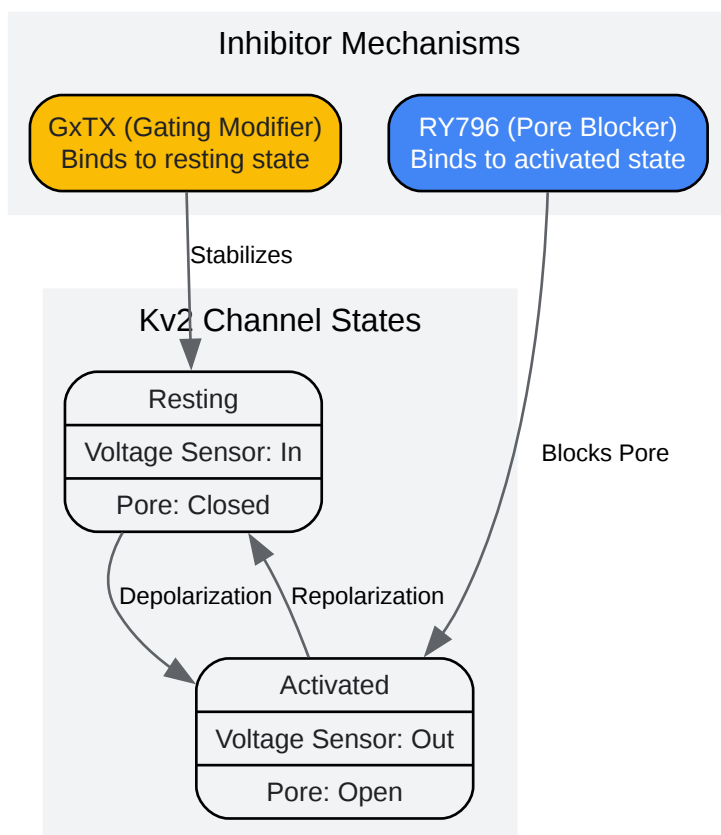 Inhibitor Mechanisms
GxTX (Gating Modifier)
Binds to resting state
RY796 (Pore Blocker)
Binds to activated state
Stabilizes
Kv2 Channel States
Resting
Voltage Sensor: In
Pore: Closed
Blocks Pore
Depolarization
Repolarization
Activated
Voltage Sensor: Out
Pore: Open